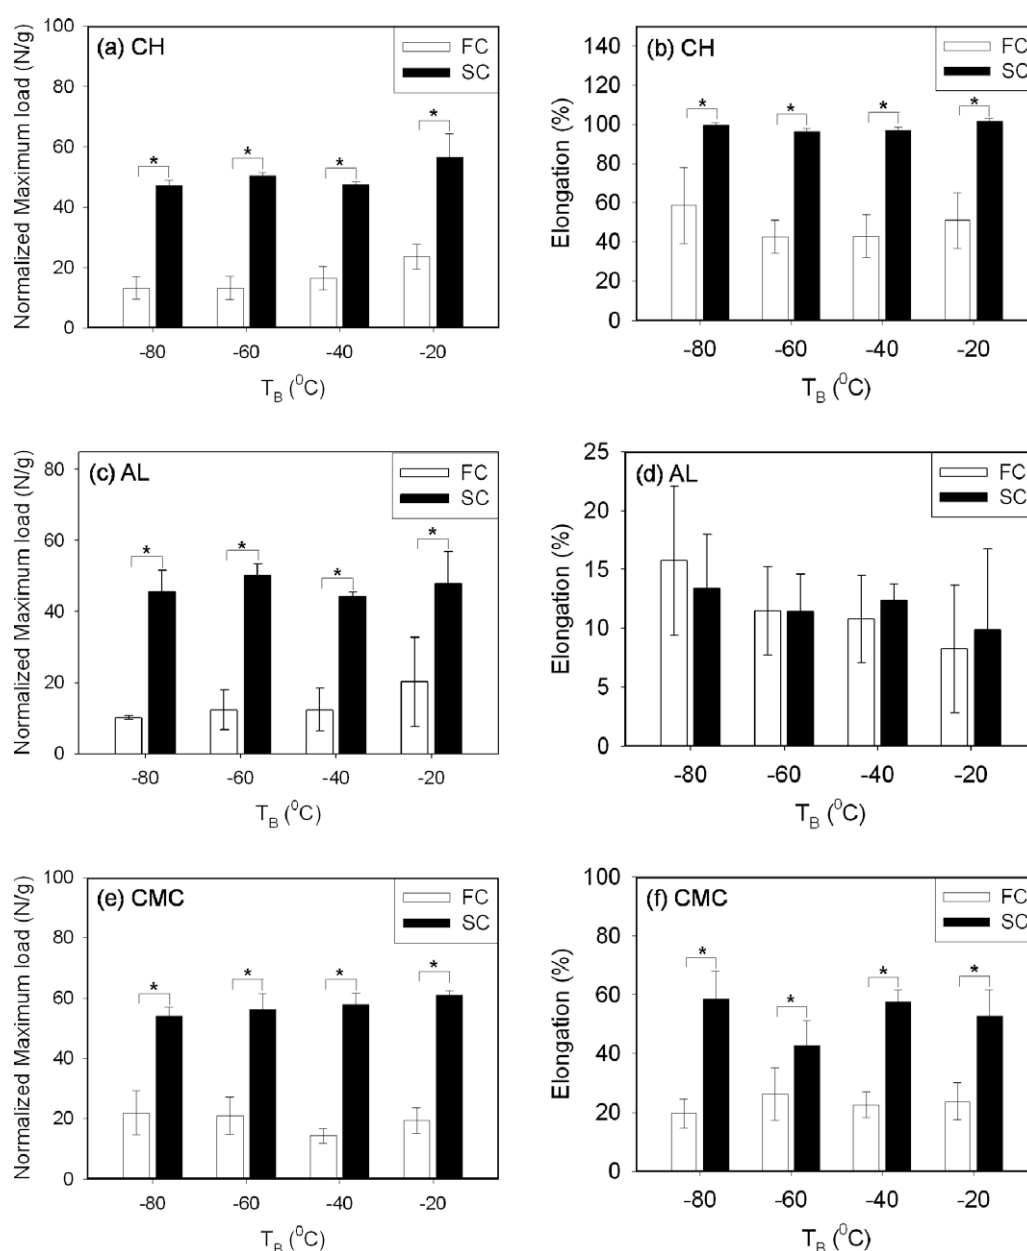 (a) CH
FC
SC
Normalized Maximum load (N/g)
100
80
60
40
20
0
* * * *
-80 -60 -40 -20
T_B (⁰C)
(b) CH
FC
SC
Elongation (%)
140
120
100
80
60
40
20
0
* * * *
-80 -60 -40 -20
T_B (⁰C)
(c) AL
FC
SC
Normalized Maximum load (N/g)
80
60
40
20
0
* * * *
-80 -60 -40 -20
T_B (⁰C)
(d) AL
FC
SC
Elongation (%)
25
20
15
10
5
0
-80 -60 -40 -20
T_B (⁰C)
(e) CMC
FC
SC
Normalized Maximum load (N/g)
100
80
60
40
20
0
* * * *
-80 -60 -40 -20
T_B (⁰C)
(f) CMC
FC
SC
Elongation (%)
100
80
60
40
20
0
* * * *
-80 -60 -40 -20
T_B (⁰C)